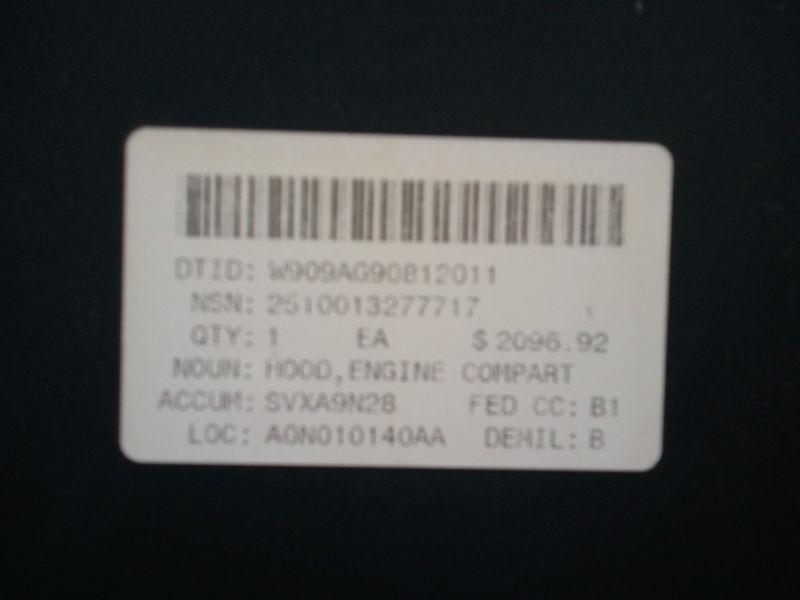 DTID: W909AG90812011
NSN: 2510013277717
QTY: 1 EA $ 2096.92
NOUN: HOOD,ENGINE COMPART
ACCUM: SVXA9N28 FED CC: B1
LOC: A0N010140AA DEMIL: B